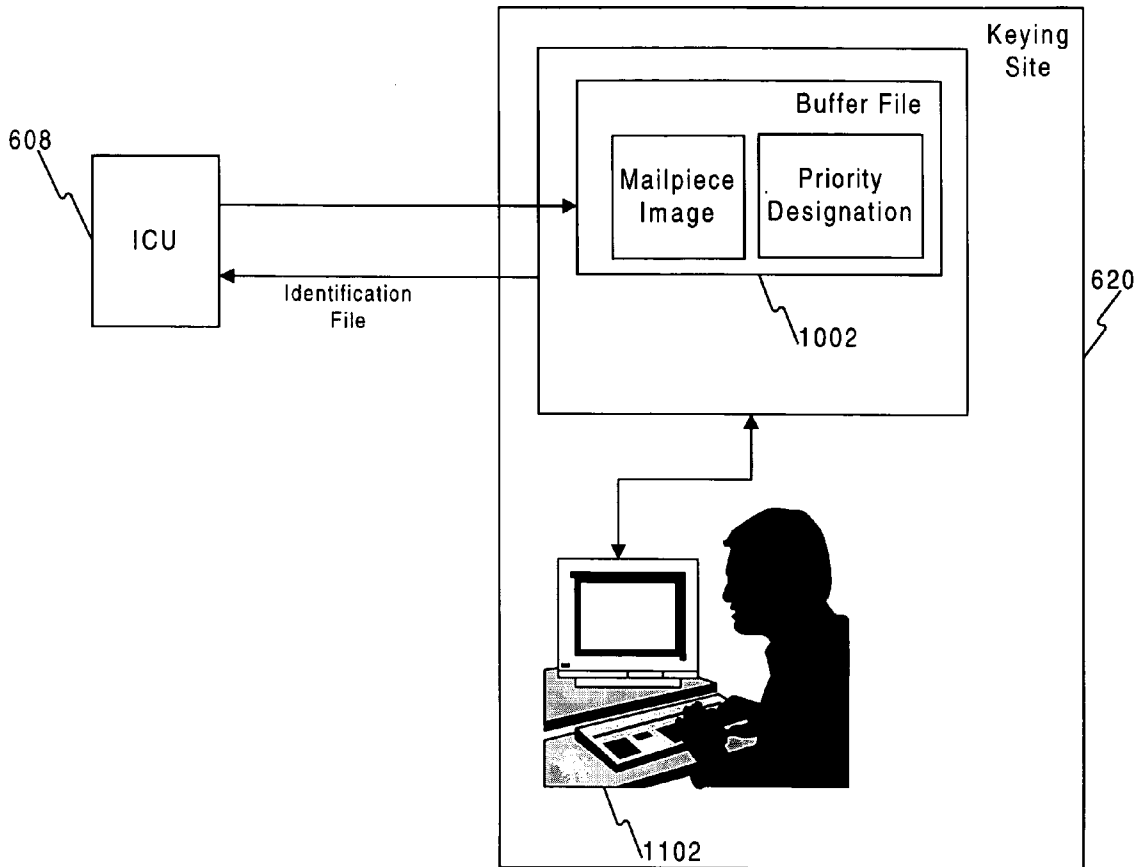 Keying
Site
Buffer File
608
Mailpiece
Image
Priority
Designation
ICU
620
Identification
File
1002
1102